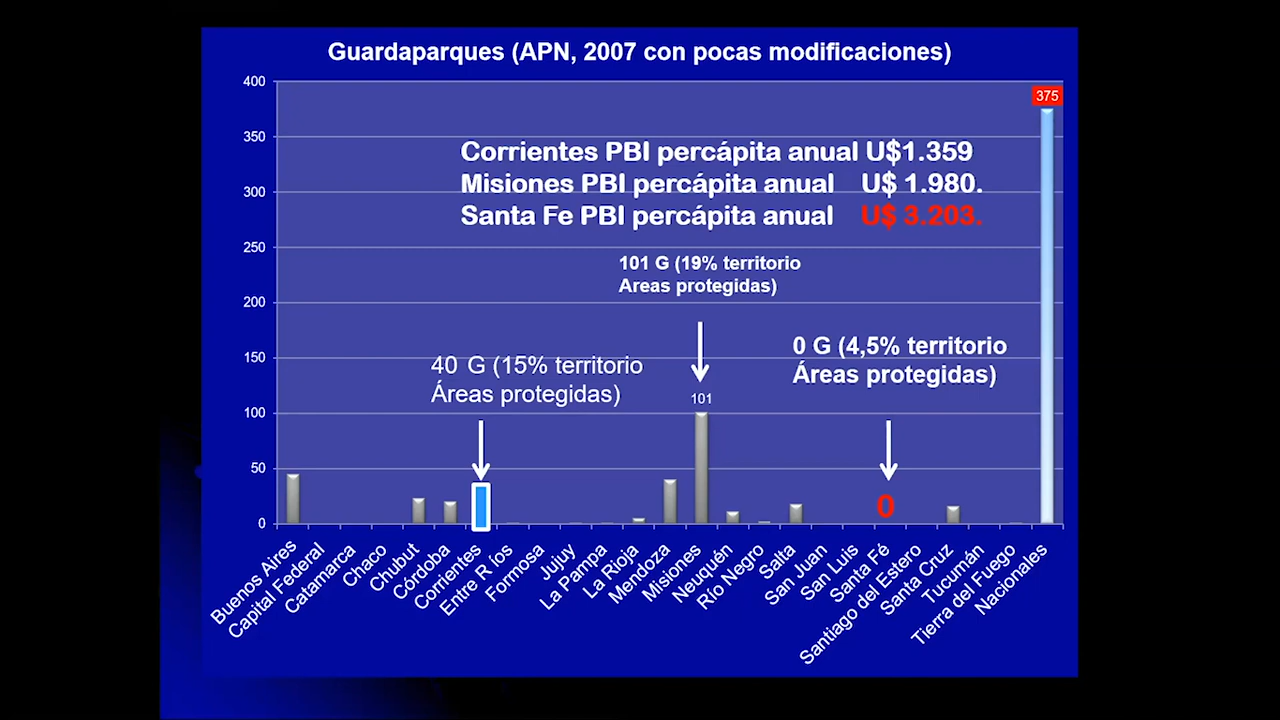 Guardaparques (APN, 2007 con pocas modificaciones)
400
350
300
250
200
150
100
50
0
375
Corrientes PBI percápita anual U$1.359
Misiones PBI percápita anual U$ 1.980.
Santa Fe PBI percápita anual U$ 3.203.
101 G (19% territorio
Areas protegidas)
0 G (4,5% territorio
Áreas protegidas)
40 G (15% territorio
Áreas protegidas)
101
0
Buenos Aires
Capital Federal
Catamarca
Chaco
Chubut
Córdoba
Corrientes
Entre R íos
Formosa
Jujuy
La Pampa
La Rioja
Mendoza
Misiones
Neuquén
Río Negro
Salta
San Juan
San Luis
Santa Fé
Santiago del Estero
Santa Cruz
Tucumán
Tierra del Fuego
Nacionales